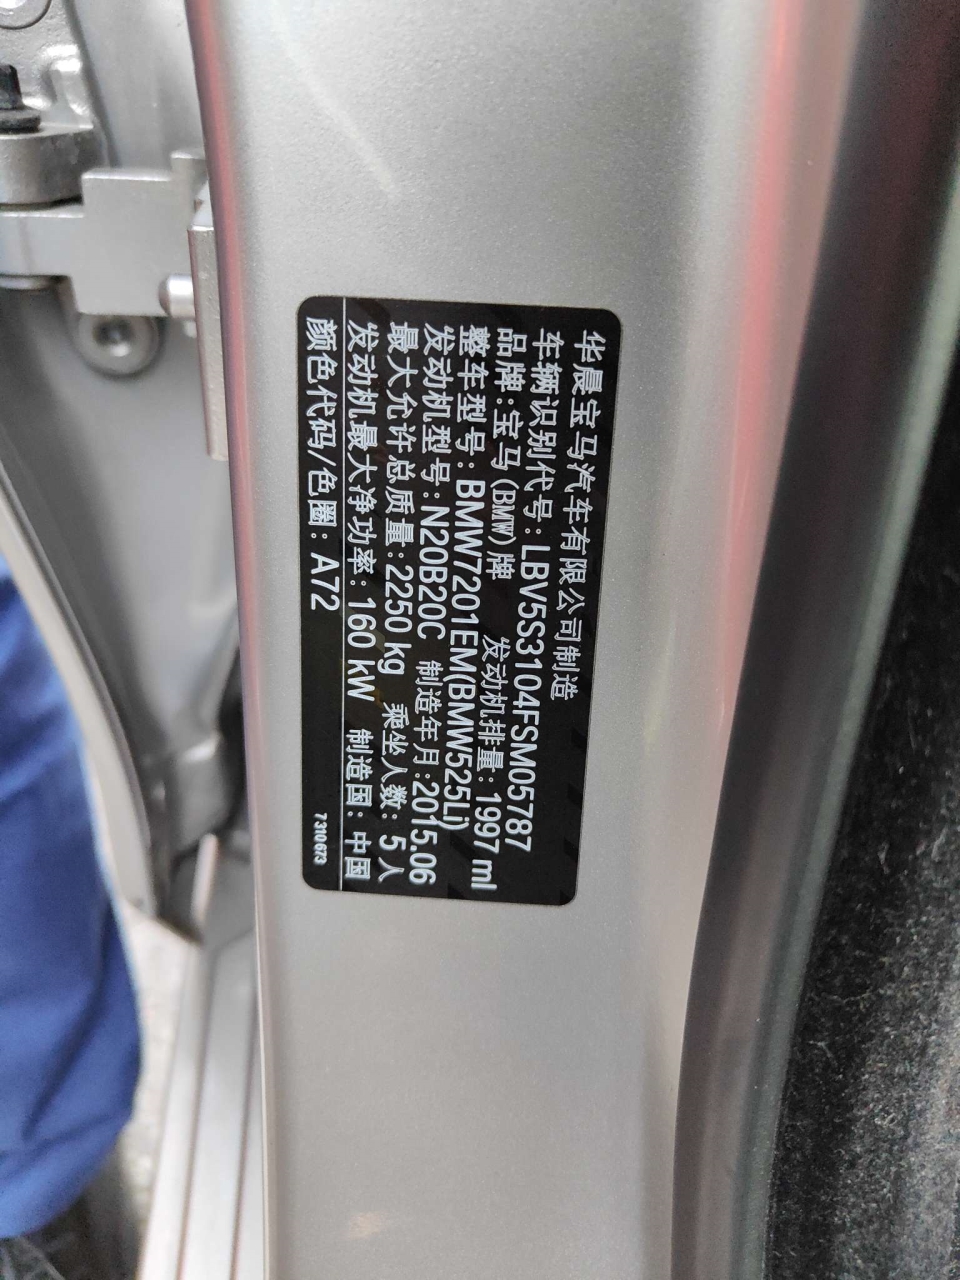 华晨宝马汽车有限公司制造
车辆识别代号:LBV5S3104FSM05787
品牌:宝马(BMW)牌 发动机排量:1997 ml
整车型号:BMW7201EM(BMW525Li)
发动机型号:N20B20C 制造年月:2015.06
最大允许总质量:2250 kg 乘坐人数:5人
发动机最大净功率:160 kW 制造国:中国
颜色代码/色圈:A72 7310673